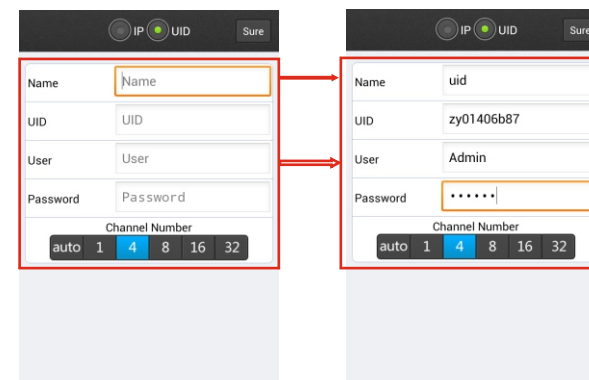 IP UID Sure
Name Name
UID UID
User User
Password Password
Channel Number
auto 1 4 8 16 32
IP UID Sure
Name uid
UID zy01406b87
User Admin
Password ••••••
Channel Number
auto 1 4 8 16 32